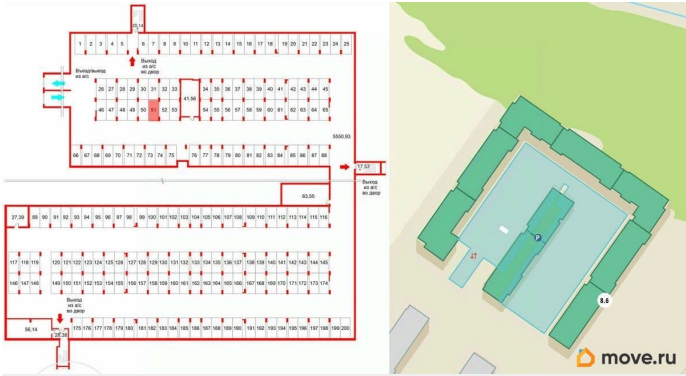 20,14
1 2 3 4 5 6 7 8 9 10 11 12 13 14 15 16 17 18 19 20 21 22 23 24 25
Выход
из а/с
во двор
Въезд/выезд
из а/с
26 27 28 29 30 31 32 33 34 35 36 37 38 39 40 41 42 43 44 45
41,56
46 47 48 49 50 51 52 53 54 55 56 57 58 59 60 61 62 63 64 65
5550,93
66 67 68 69 70 71 72 73 74 75 76 77 78 79 80 81 82 83 84 85 86 87 88
17,53
Выход
из а/с
во двор
63,55
27,39 89 90 91 92 93 94 95 96 97 98 99 100 101 102 103 104 105 106 107 108 109 110 111 112 113 114 115 116
117 118 119 120 121 122 123 124 125 126 127 128 129 130 131 132 133 134 135 136 137 138 139 140 141 142 143 144 145
146 147 148 149 150 151 152 153 154 155 156 157 158 159 160 161 162 163 164 165 166 167 168 169 170 171 172 173 174
Выход
из а/с
во двор
56,14
175 176 177 178 179 180 181 182 183 184 185 186 187 188 189 190 191 192 193 194 195 196 197 198 199 200
P
8.6
move.ru